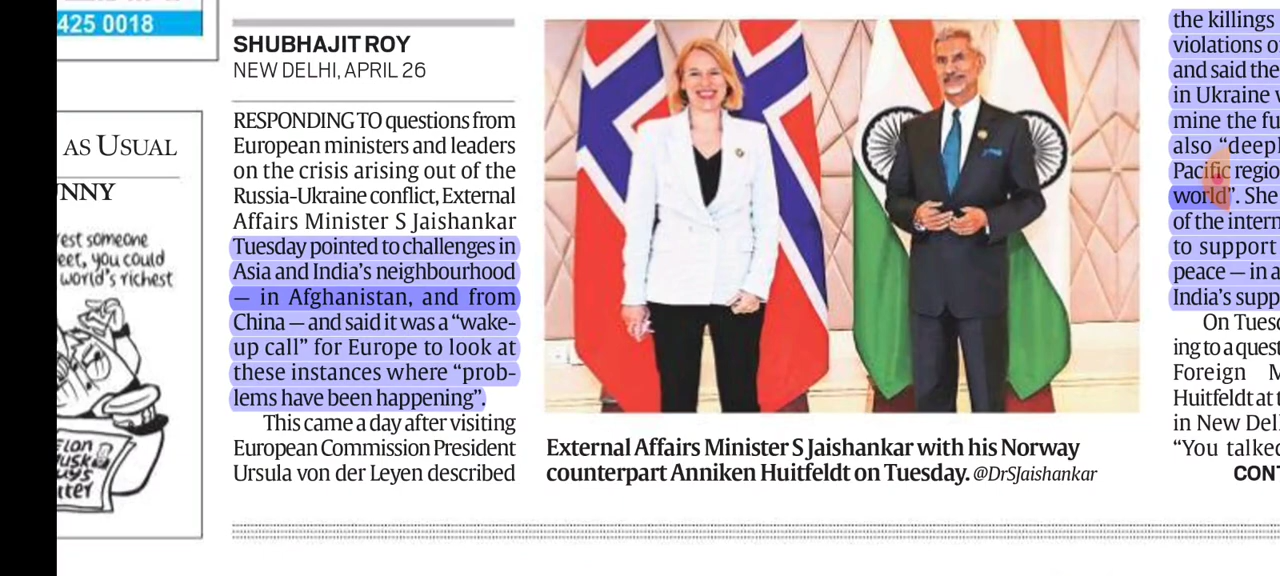 425 0018
AS USUAL
NNY
est someone
eet, you could
world's richest
Elon
Musk
uys
tter
SHUBHAJIT ROY
NEW DELHI, APRIL 26
RESPONDING TO questions from
European ministers and leaders
on the crisis arising out of the
Russia-Ukraine conflict, External
Affairs Minister S Jaishankar
Tuesday pointed to challenges in
Asia and India's neighbourhood
— in Afghanistan, and from
China — and said it was a “wake-
up call” for Europe to look at
these instances where “prob-
lems have been happening”.
This came a day after visiting
European Commission President
Ursula von der Leyen described
External Affairs Minister S Jaishankar with his Norway
counterpart Anniken Huitfeldt on Tuesday. @DrSJaishankar
the killings
violations o
and said the
in Ukraine w
mine the fu
also “deepl
Pacific regio
world”. She
of the intern
to support
peace — in a
India's supp
On Tuesd
ing to a quest
Foreign M
Huitfeldt at t
in New Del
“You talked
CONT